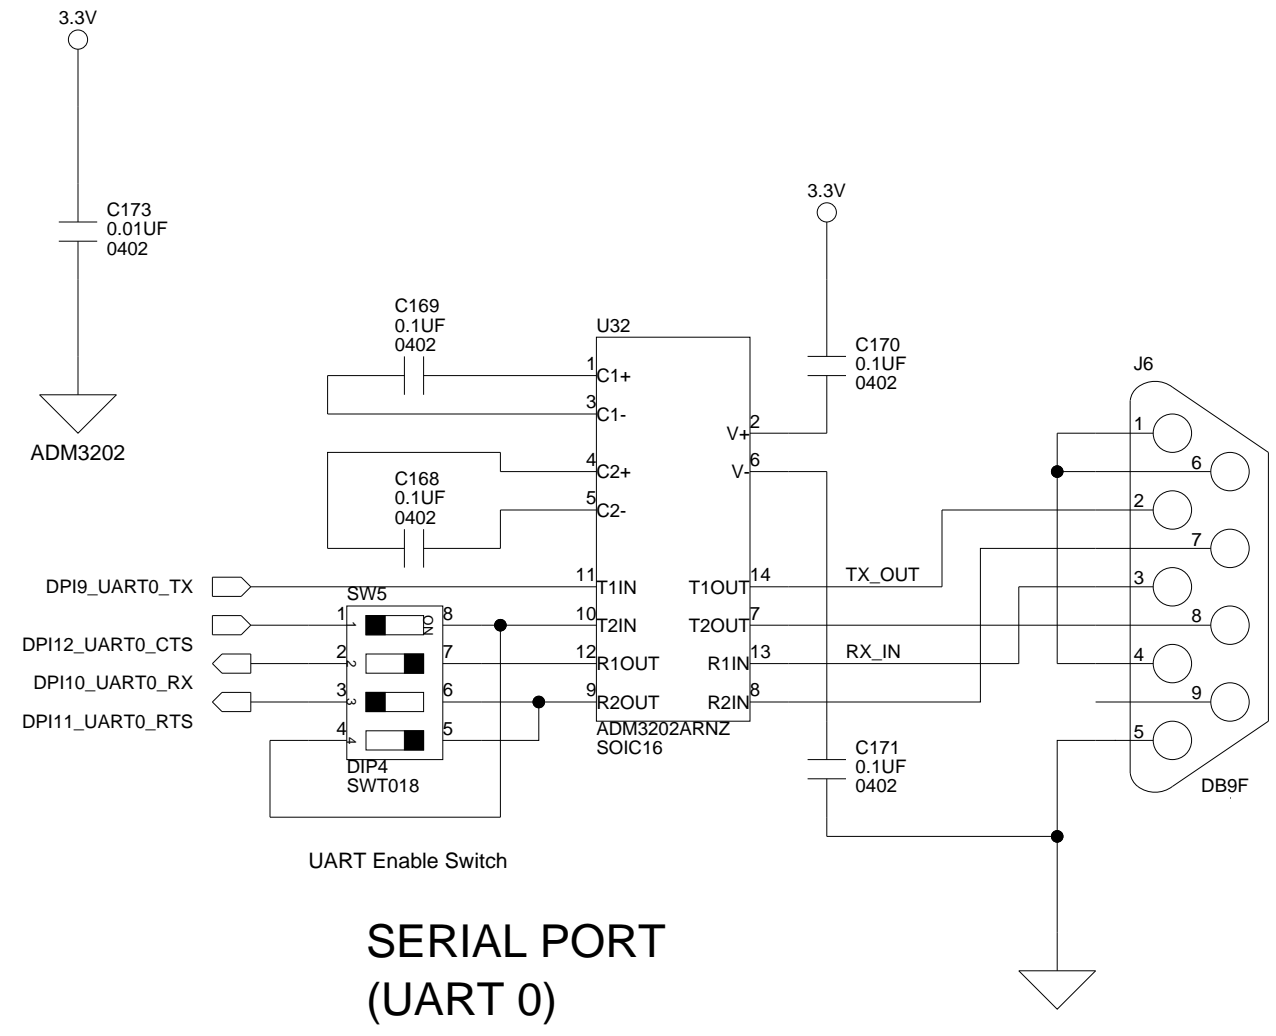 3.3V
C173
0.01UF
0402
ADM3202
3.3V
C169
0.1UF
0402
C168
0.1UF
0402
U32
1
C1+
3
C1-
4
C2+
5
C2-
11
T1IN
10
T2IN
12
R1OUT
9
R2OUT
V+
2
V-
6
T1OUT
14
T2OUT
7
R1IN
13
R2IN
8
ADM3202ARNZ
SOIC16
C170
0.1UF
0402
C171
0.1UF
0402
TX_OUT
RX_IN
DPI9_UART0_TX
DPI12_UART0_CTS
DPI10_UART0_RX
DPI11_UART0_RTS
SW5
1
1
ON
8
2
2
7
3
3
6
4
4
5
DIP4
SWT018
UART Enable Switch
J6
1
6
2
7
3
8
4
9
5
DB9F
SERIAL PORT
(UART 0)